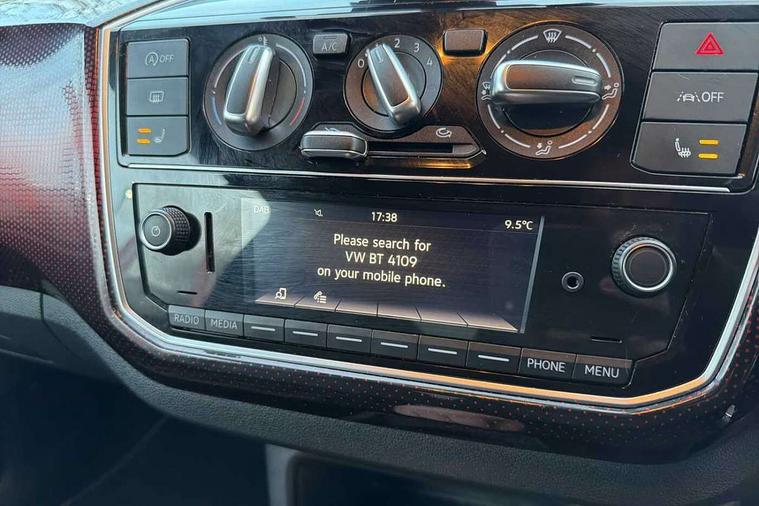 A OFF
A/C
0 1 2 3 4
OFF
DAB
17:38
9.5°C
Please search for
VW BT 4109
on your mobile phone.
RADIO
MEDIA
PHONE
MENU